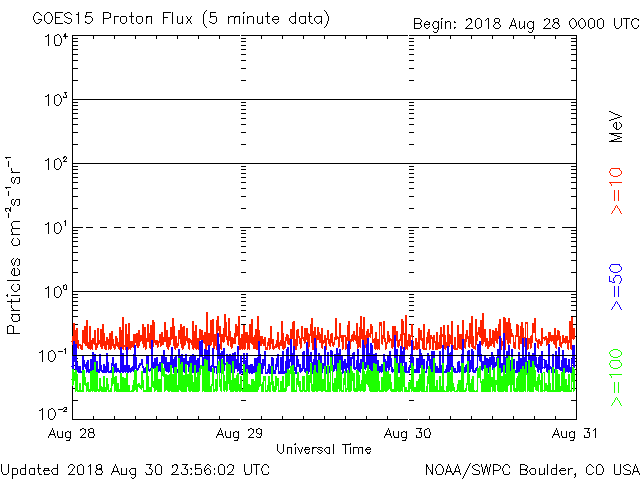 GOES15 Proton Flux (5 minute data)
Begin: 2018 Aug 28 0000 UTC
Particles cm⁻²s⁻¹sr⁻¹
10⁴
10³
10²
10¹
10⁰
10⁻¹
10⁻²
Aug 28
Aug 29
Aug 30
Aug 31
Universal Time
>=10
>=50
>=100
MeV
Updated 2018 Aug 30 23:56:02 UTC
NOAA/SWPC Boulder, CO USA